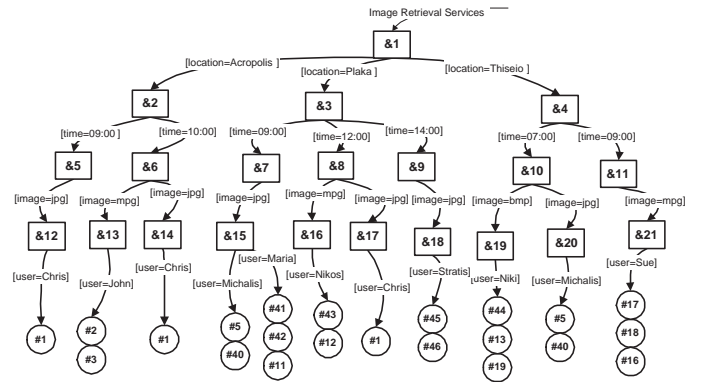 Image Retrieval Services
&1
[location=Acropolis ]
[location=Plaka ]
[location=Thiseio ]
&2
&3
&4
[time=09:00 ]
[time=10:00]
[time=09:00]
[time=12:00]
[time=14:00]
[time=07:00]
[time=09:00]
&5
&6
&7
&8
&9
&10
&11
[image=jpg]
[image=mpg]
[image=jpg]
[image=jpg]
[image=mpg]
[image=jpg]
[image=jpg]
[image=bmp]
[image=jpg]
[image=mpg]
&12
&13
&14
&15
&16
&17
&18
&19
&20
&21
[user=Chris]
[user=John]
[user=Chris]
[user=Michalis]
[user=Maria]
[user=Nikos]
[user=Chris]
[user=Stratis]
[user=Niki]
[user=Michalis]
[user=Sue]
#1
#2
#3
#1
#5
#40
#41
#42
#11
#43
#12
#1
#45
#46
#44
#13
#19
#5
#40
#17
#18
#16